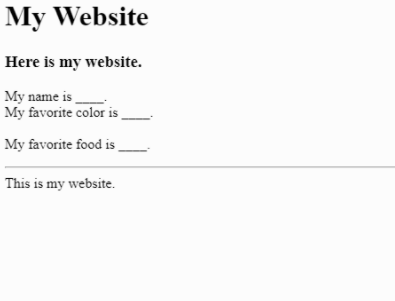 My Website
Here is my website.
My name is ____.
My favorite color is ____.
My favorite food is ____.
This is my website.